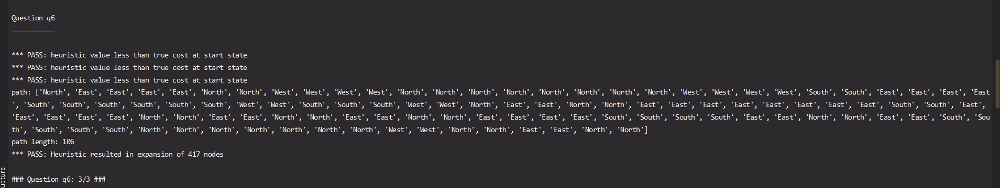 Question q6
===========
*** PASS: heuristic value less than true cost at start state
*** PASS: heuristic value less than true cost at start state
*** PASS: heuristic value less than true cost at start state
path: ['North', 'East', 'East', 'East', 'East', 'North', 'North', 'West', 'West', 'West', 'West', 'North', 'North', 'North', 'North', 'North', 'North', 'North', 'North', 'West', 'West', 'West', 'West', 'South', 'South', 'East', 'East', 'East', 'East
', 'South', 'South', 'South', 'South', 'South', 'South', 'West', 'West', 'South', 'South', 'South', 'West', 'West', 'North', 'East', 'East', 'North', 'North', 'East', 'East', 'East', 'East', 'East', 'East', 'East', 'East', 'South', 'South', 'East',
'East', 'East', 'East', 'East', 'North', 'North', 'East', 'East', 'North', 'North', 'East', 'East', 'North', 'North', 'East', 'East', 'East', 'East', 'South', 'South', 'South', 'South', 'East', 'East', 'North', 'North', 'East', 'East', 'South', 'Sou
th', 'South', 'South', 'South', 'North', 'North', 'North', 'North', 'North', 'North', 'North', 'West', 'West', 'North', 'North', 'East', 'East', 'North', 'North']
path length: 106
*** PASS: Heuristic resulted in expansion of 417 nodes
ucture
### Question q6: 3/3 ###